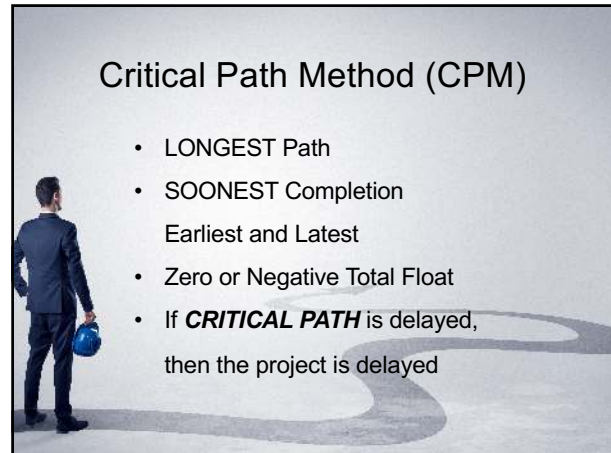 Critical Path Method (CPM)
• LONGEST Path
• SOONEST Completion
Earliest and Latest
• Zero or Negative Total Float
• If CRITICAL PATH is delayed,
then the project is delayed